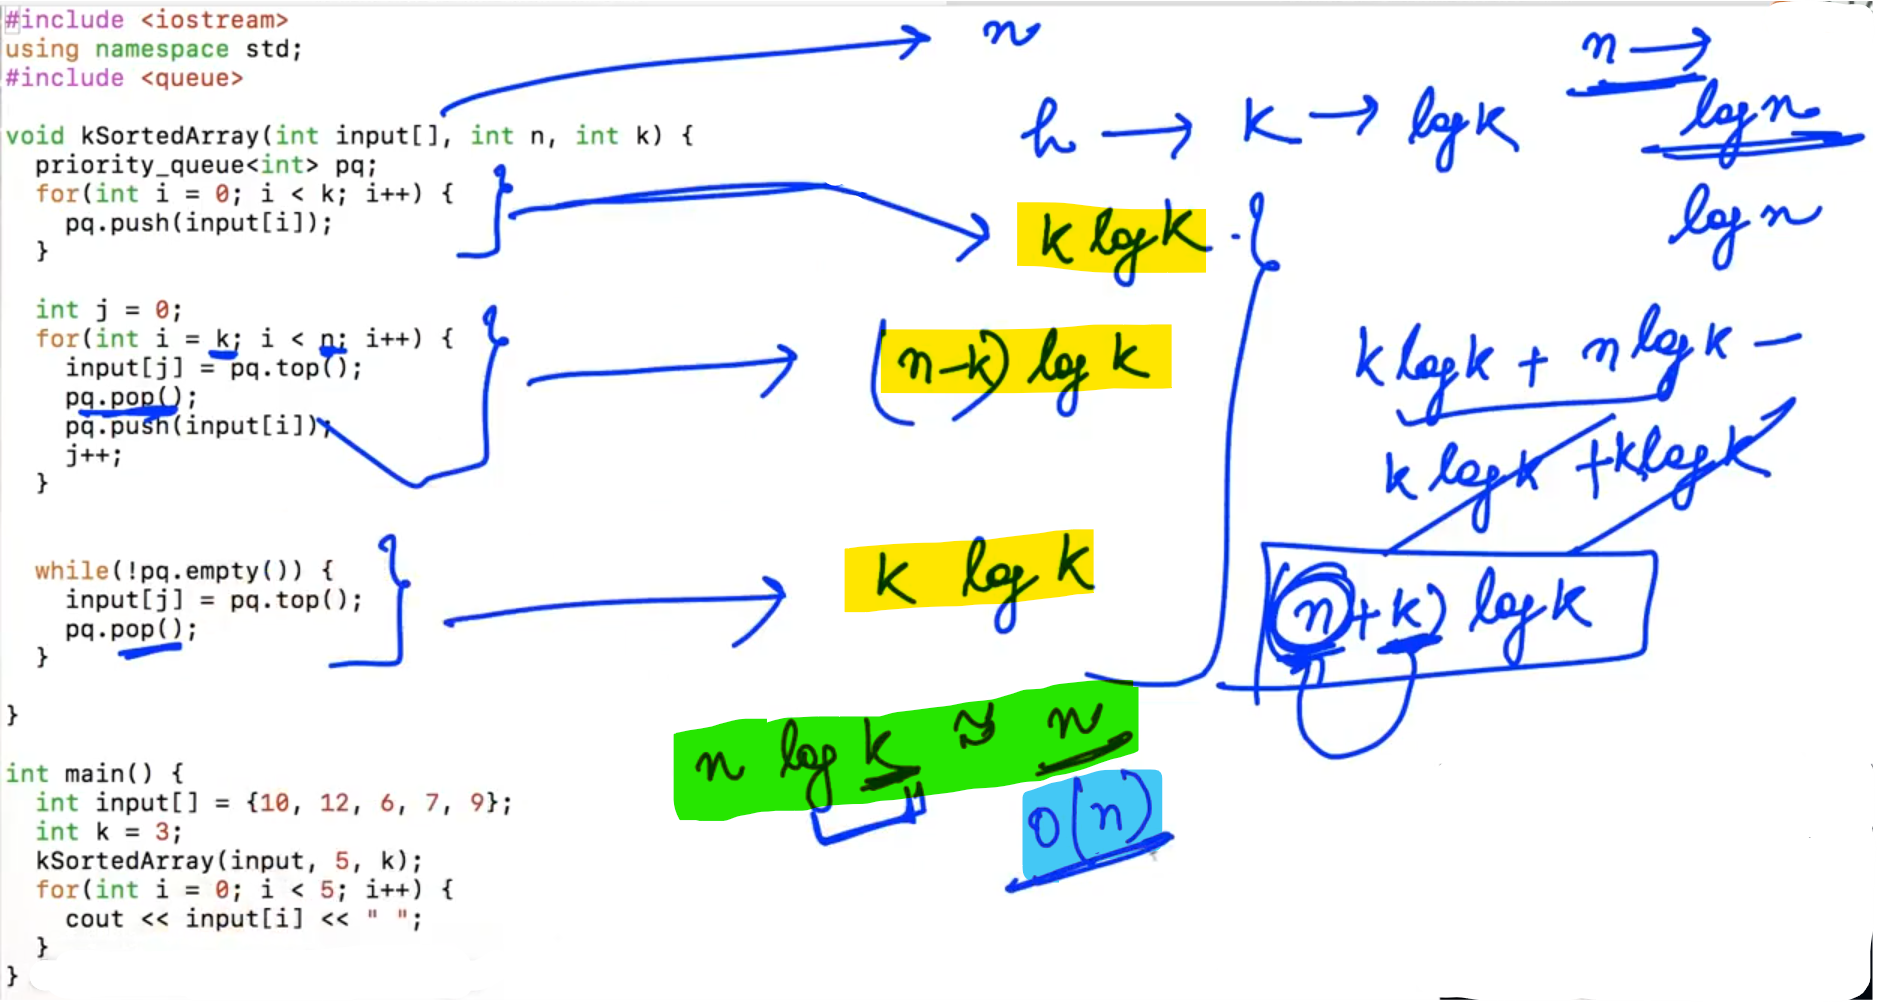 #include <iostream>
using namespace std;
#include <queue>
void kSortedArray(int input[], int n, int k) {
  priority_queue<int> pq;
  for(int i = 0; i < k; i++) {
    pq.push(input[i]);
  }
  int j = 0;
  for(int i = k; i < n; i++) {
    input[j] = pq.top();
    pq.pop();
    pq.push(input[i]);
    j++;
  }
  while(!pq.empty()) {
    input[j] = pq.top();
    pq.pop();
  }
}
int main() {
  int input[] = {10, 12, 6, 7, 9};
  int k = 3;
  kSortedArray(input, 5, k);
  for(int i = 0; i < 5; i++) {
    cout << input[i] << " ";
  }
}
n
h → k → log k
n →
log n
log n
k log k
(n-k) log k
k log k
k log k + n log k -
k log k + k log k
(n + k) log k
n
n log k ≈ n
O(n)